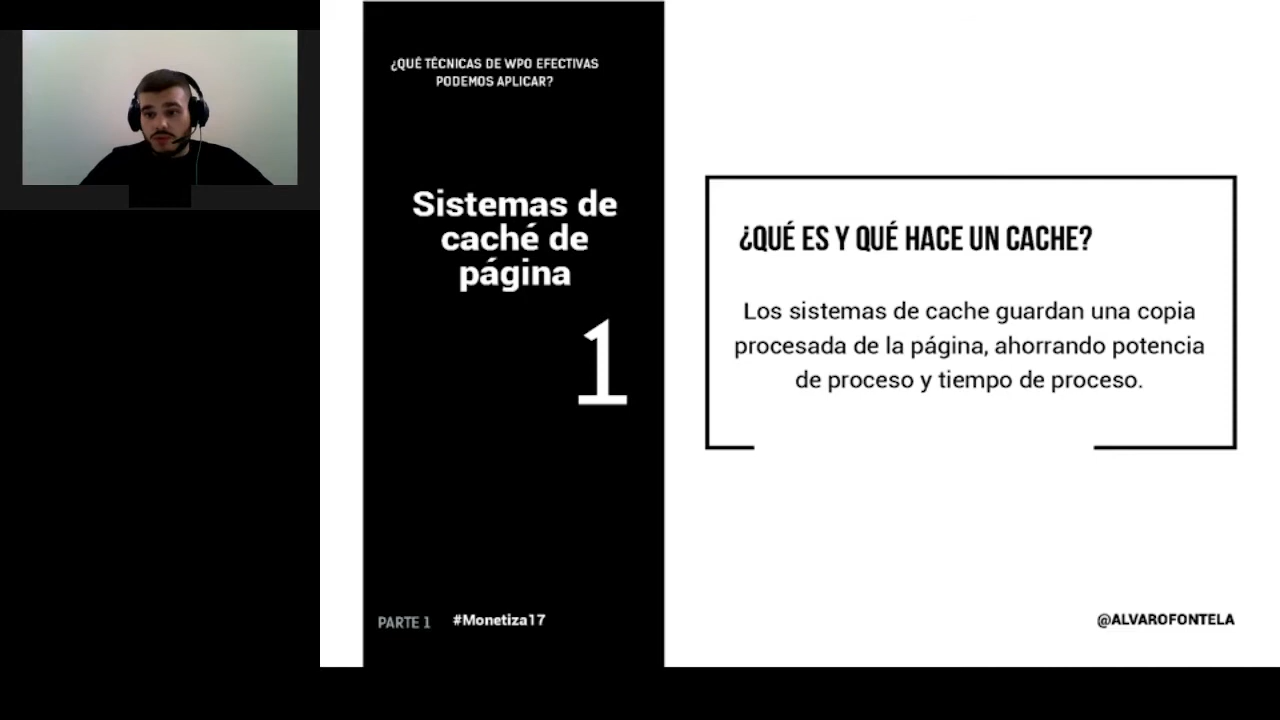 ¿QUÉ TÉCNICAS DE WPO EFECTIVAS
PODEMOS APLICAR?
Sistemas de
caché de
página
1
PARTE 1 #Monetiza17
¿QUÉ ES Y QUÉ HACE UN CACHE?
Los sistemas de cache guardan una copia
procesada de la página, ahorrando potencia
de proceso y tiempo de proceso.
@ALVAROFONTELA